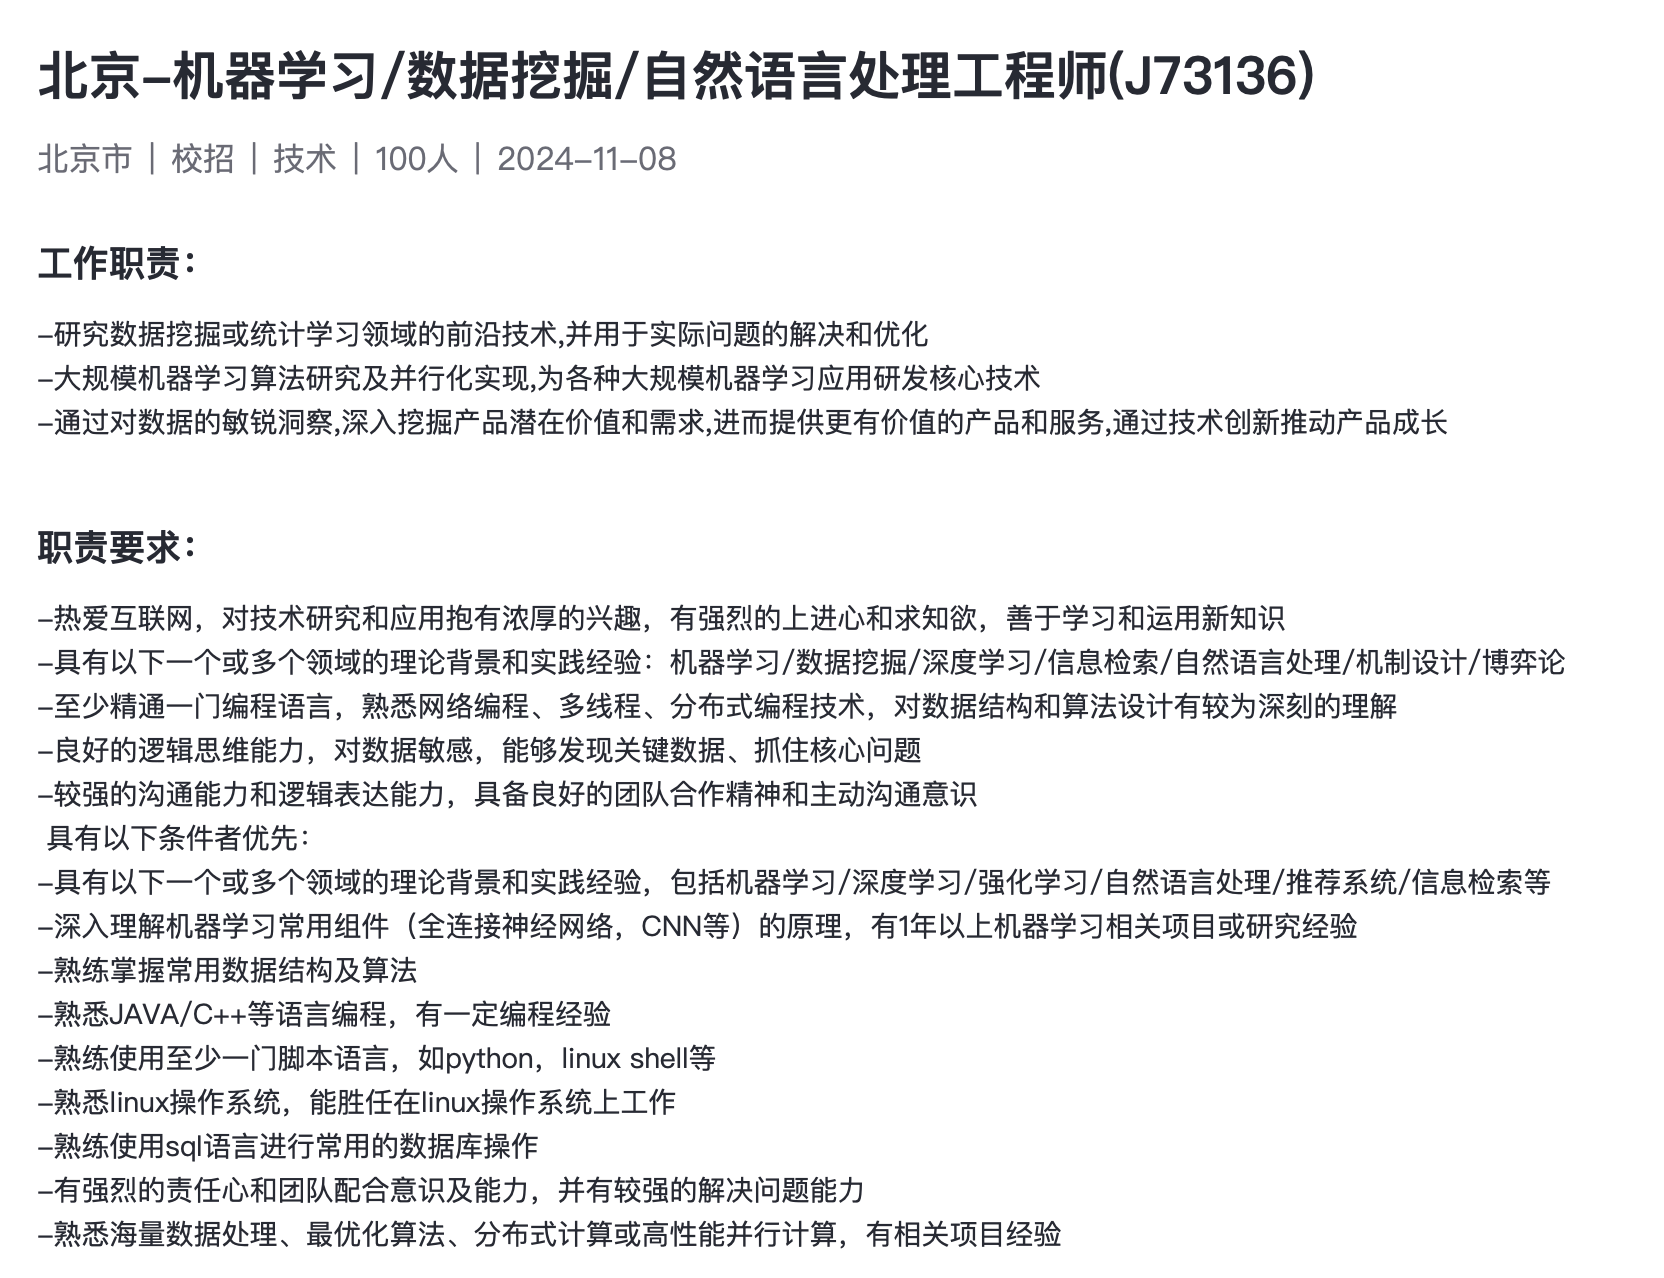 北京-机器学习/数据挖掘/自然语言处理工程师(J73136)
北京市 | 校招 | 技术 | 100人 | 2024-11-08
工作职责：
-研究数据挖掘或统计学习领域的前沿技术,并用于实际问题的解决和优化
-大规模机器学习算法研究及并行化实现,为各种大规模机器学习应用研发核心技术
-通过对数据的敏锐洞察,深入挖掘产品潜在价值和需求,进而提供更有价值的产品和服务,通过技术创新推动产品成长
职责要求：
-热爱互联网，对技术研究和应用抱有浓厚的兴趣，有强烈的上进心和求知欲，善于学习和运用新知识
-具有以下一个或多个领域的理论背景和实践经验：机器学习/数据挖掘/深度学习/信息检索/自然语言处理/机制设计/博弈论
-至少精通一门编程语言，熟悉网络编程、多线程、分布式编程技术，对数据结构和算法设计有较为深刻的理解
-良好的逻辑思维能力，对数据敏感，能够发现关键数据、抓住核心问题
-较强的沟通能力和逻辑表达能力，具备良好的团队合作精神和主动沟通意识
具有以下条件者优先：
-具有以下一个或多个领域的理论背景和实践经验，包括机器学习/深度学习/强化学习/自然语言处理/推荐系统/信息检索等
-深入理解机器学习常用组件（全连接神经网络，CNN等）的原理，有1年以上机器学习相关项目或研究经验
-熟练掌握常用数据结构及算法
-熟悉JAVA/C++等语言编程，有一定编程经验
-熟练使用至少一门脚本语言，如python，linux shell等
-熟悉linux操作系统，能胜任在linux操作系统上工作
-熟练使用sql语言进行常用的数据库操作
-有强烈的责任心和团队配合意识及能力，并有较强的解决问题能力
-熟悉海量数据处理、最优化算法、分布式计算或高性能并行计算，有相关项目经验